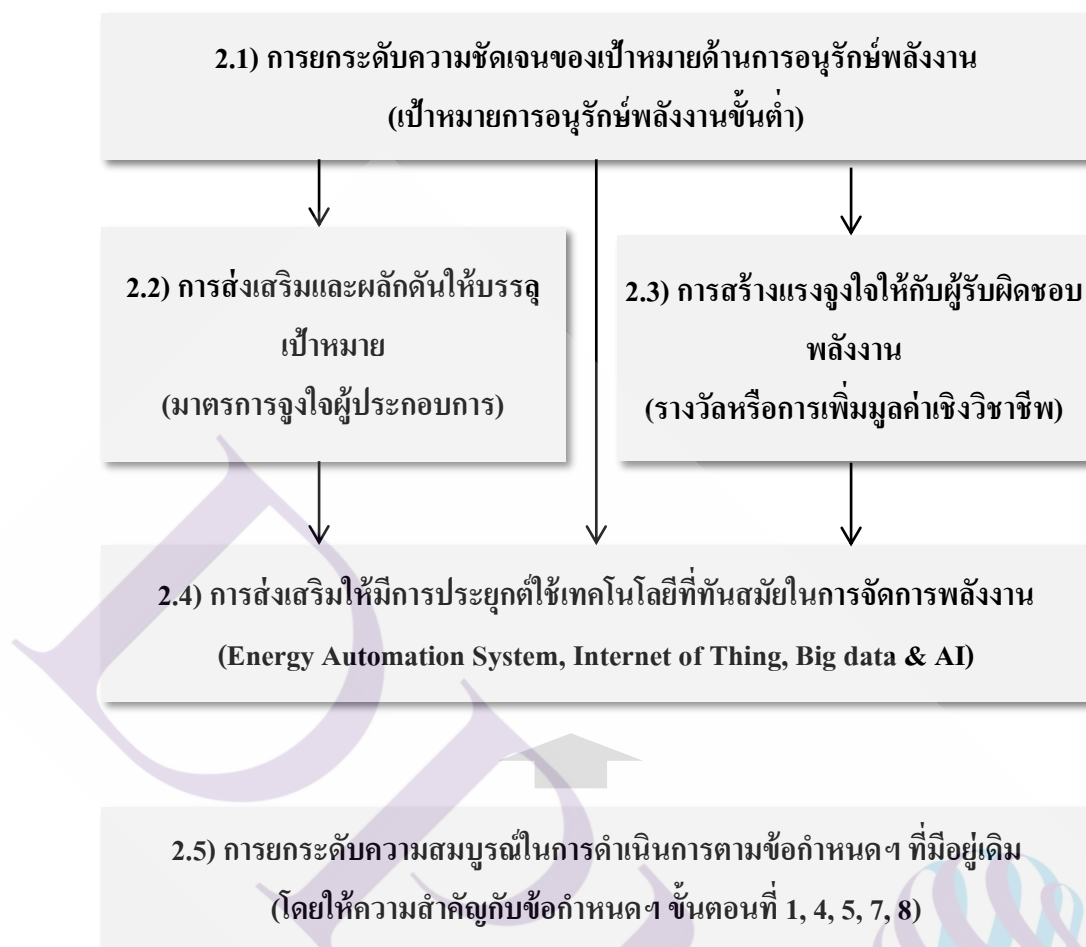 2.1) การยกระดับความชัดเจนของเป้าหมายด้านการอนุรักษ์พลังงาน
(เป้าหมายการอนุรักษ์พลังงานขั้นต่ำ)
2.2) การส่งเสริมและผลักดันให้บรรลุ
เป้าหมาย
(มาตรการจูงใจผู้ประกอบการ)
2.3) การสร้างแรงจูงใจให้กับผู้รับผิดชอบ
พลังงาน
(รางวัลหรือการเพิ่มมูลค่าเชิงวิชาชีพ)
2.4) การส่งเสริมให้มีการประยุกต์ใช้เทคโนโลยีที่ทันสมัยในการจัดการพลังงาน
(Energy Automation System, Internet of Thing, Big data & AI)
2.5) การยกระดับความสมบูรณ์ในการดำเนินการตามข้อกำหนดฯ ที่มีอยู่เดิม
(โดยให้ความสำคัญกับข้อกำหนดฯ ขั้นตอนที่ 1, 4, 5, 7, 8)